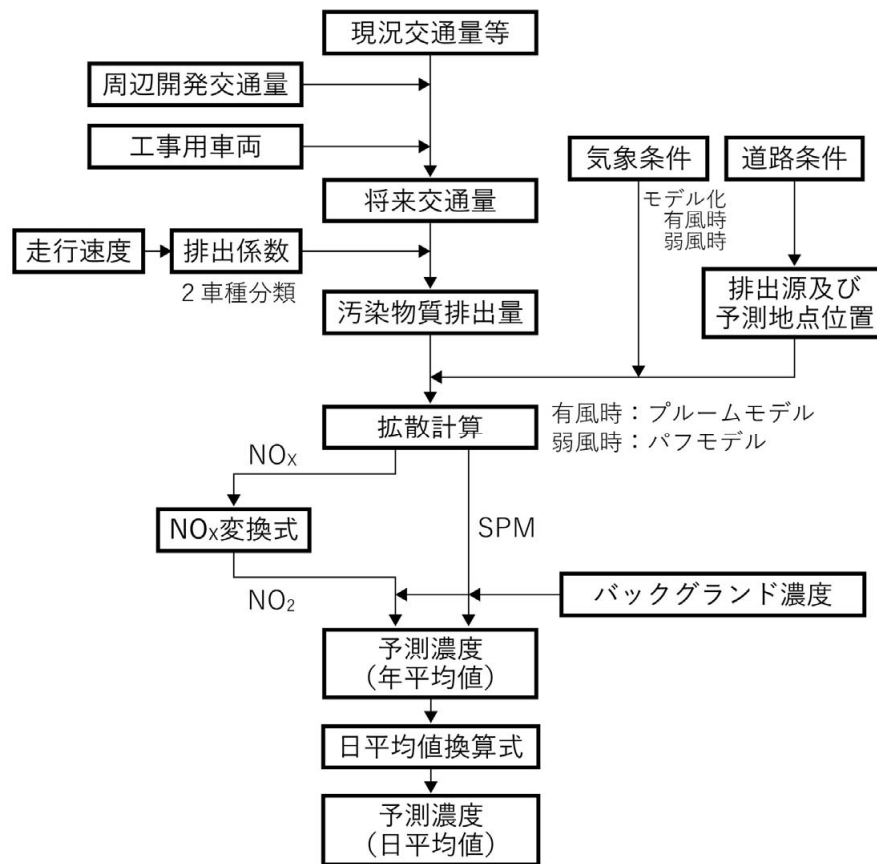 現況交通量等
周辺開発交通量
工事用車両
気象条件
道路条件
将来交通量
モデル化
有風時
弱風時
走行速度
排出係数
2車種分類
汚染物質排出量
排出源及び
予測地点位置
拡散計算
有風時：プルームモデル
弱風時：パフモデル
NOX
NOX変換式
SPM
NO2
バックグランド濃度
予測濃度
（年平均値）
日平均値換算式
予測濃度
（日平均値）